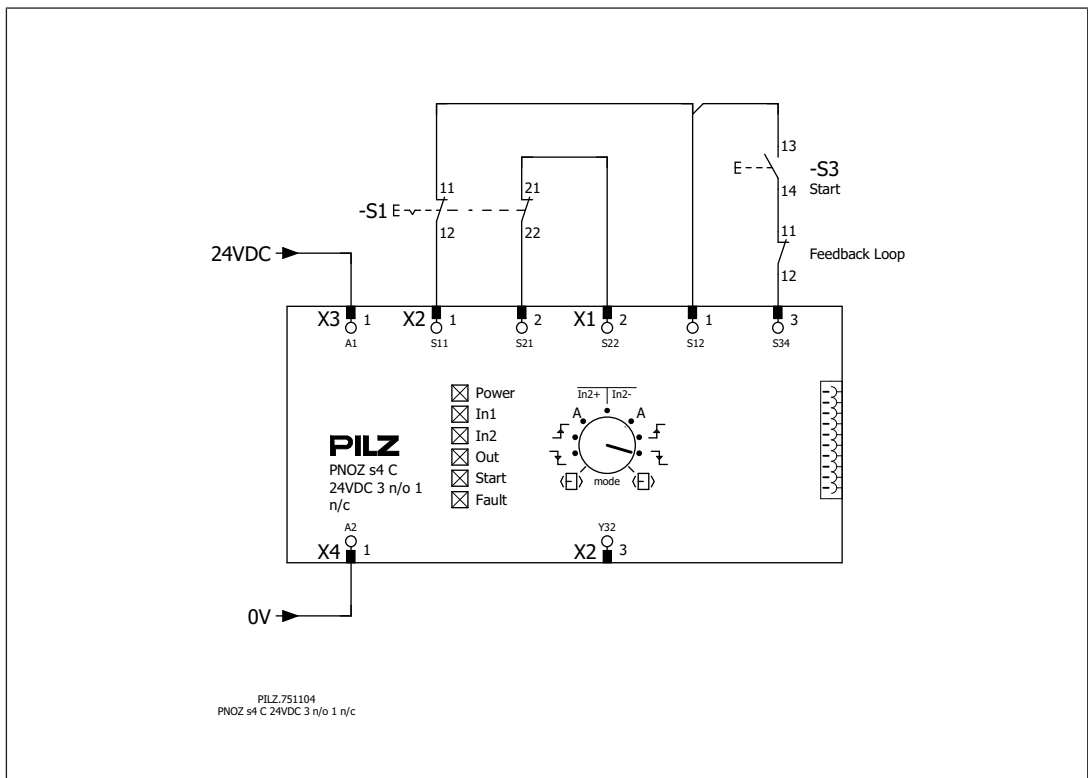 13
-S3
14 Start
11
21
-S1
12
22
11
Feedback Loop
12
24VDC
X3 1
X2 1
2
X1 2
1
3
A1
S11
S21
S22
S12
S34
Power
In1
In2
Out
Start
Fault
In2+ In2-
A A
mode
PILZ
PNOZ s4 C
24VDC 3 n/o 1
n/c
A2
Y32
X4 1
X2 3
0V
PILZ.751104
PNOZ s4 C 24VDC 3 n/o 1 n/c